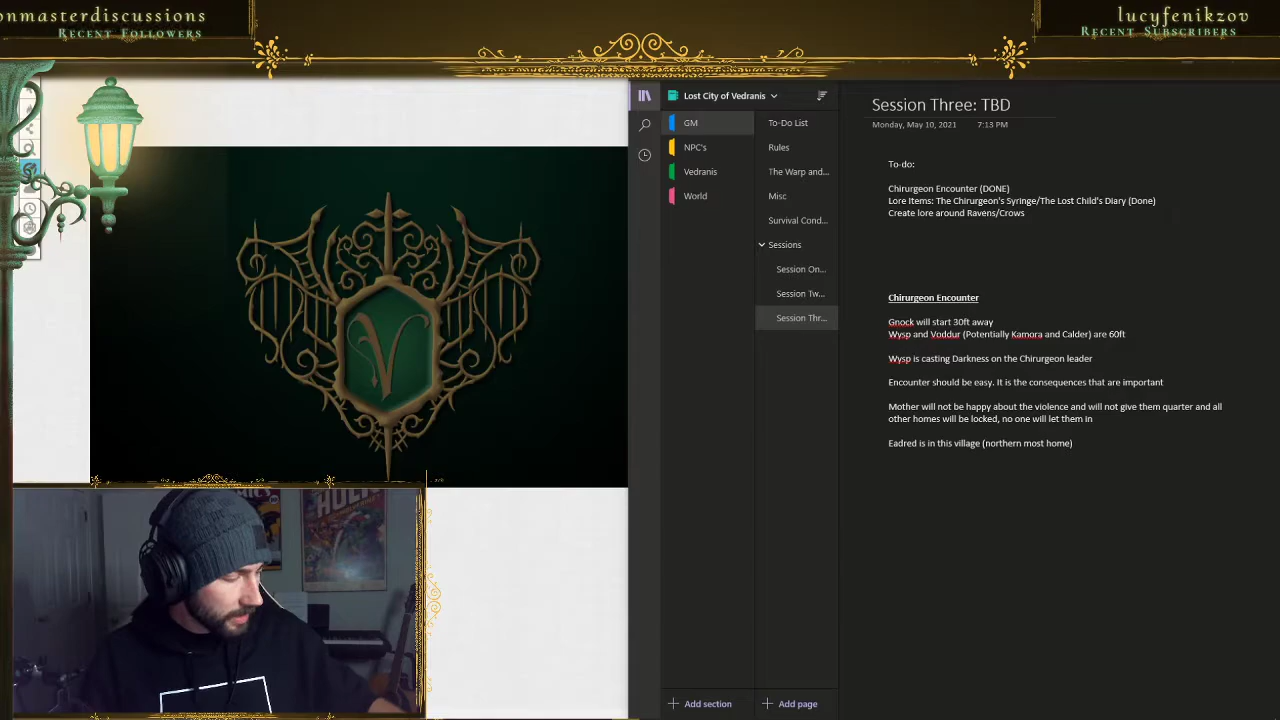 onmasterdiscussions
Recent Followers
lucyfenikzov
Recent Subscribers
Lost City of Vedranis
GM
NPC's
Vedranis
World
To-Do List
Rules
The Warp and...
Misc
Survival Cond...
Sessions
Session On...
Session Tw...
Session Thr...
Add section
Add page
Session Three: TBD
Monday, May 10, 2021 7:13 PM
To-do:
Chirurgeon Encounter (DONE)
Lore Items: The Chirurgeon's Syringe/The Lost Child's Diary (Done)
Create lore around Ravens/Crows
Chirurgeon Encounter
Gnock will start 30ft away
Wysp and Voddur (Potentially Kamora and Calder) are 60ft
Wysp is casting Darkness on the Chirurgeon leader
Encounter should be easy. It is the consequences that are important
Mother will not be happy about the violence and will not give them quarter and all
other homes will be locked, no one will let them in
Eadred is in this village (northern most home)
V
HULK